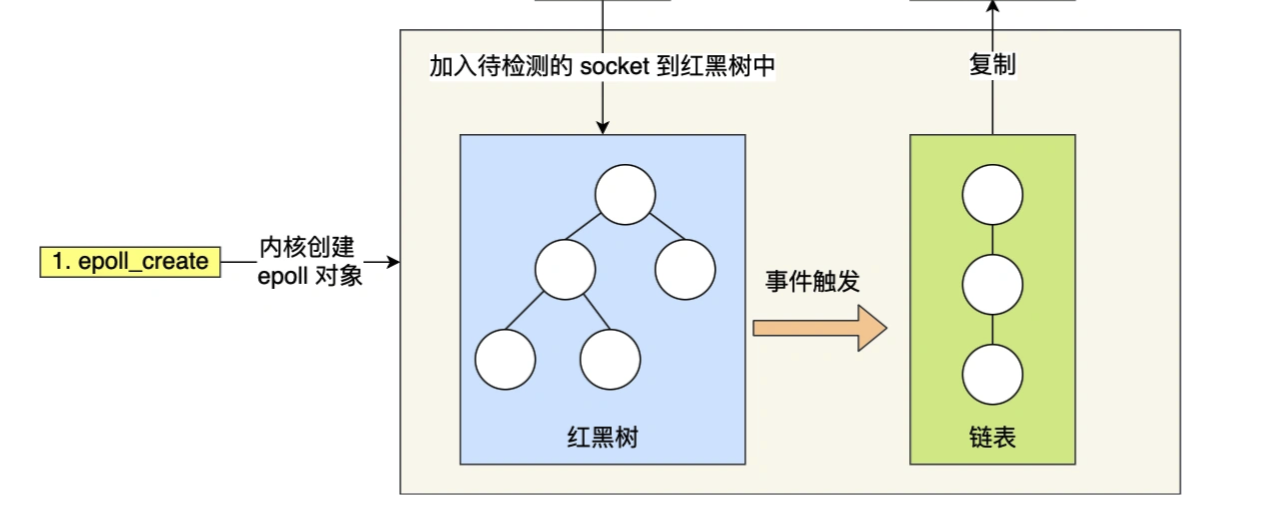 加入待检测的 socket 到红黑树中
复制
1. epoll_create
内核创建
epoll 对象
事件触发
红黑树
链表